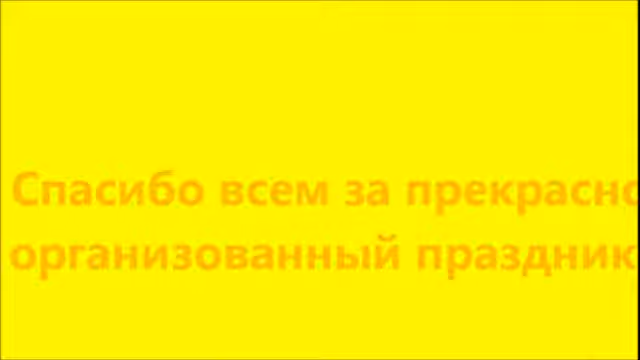 Спасибо всем за прекрасно
организованный праздник